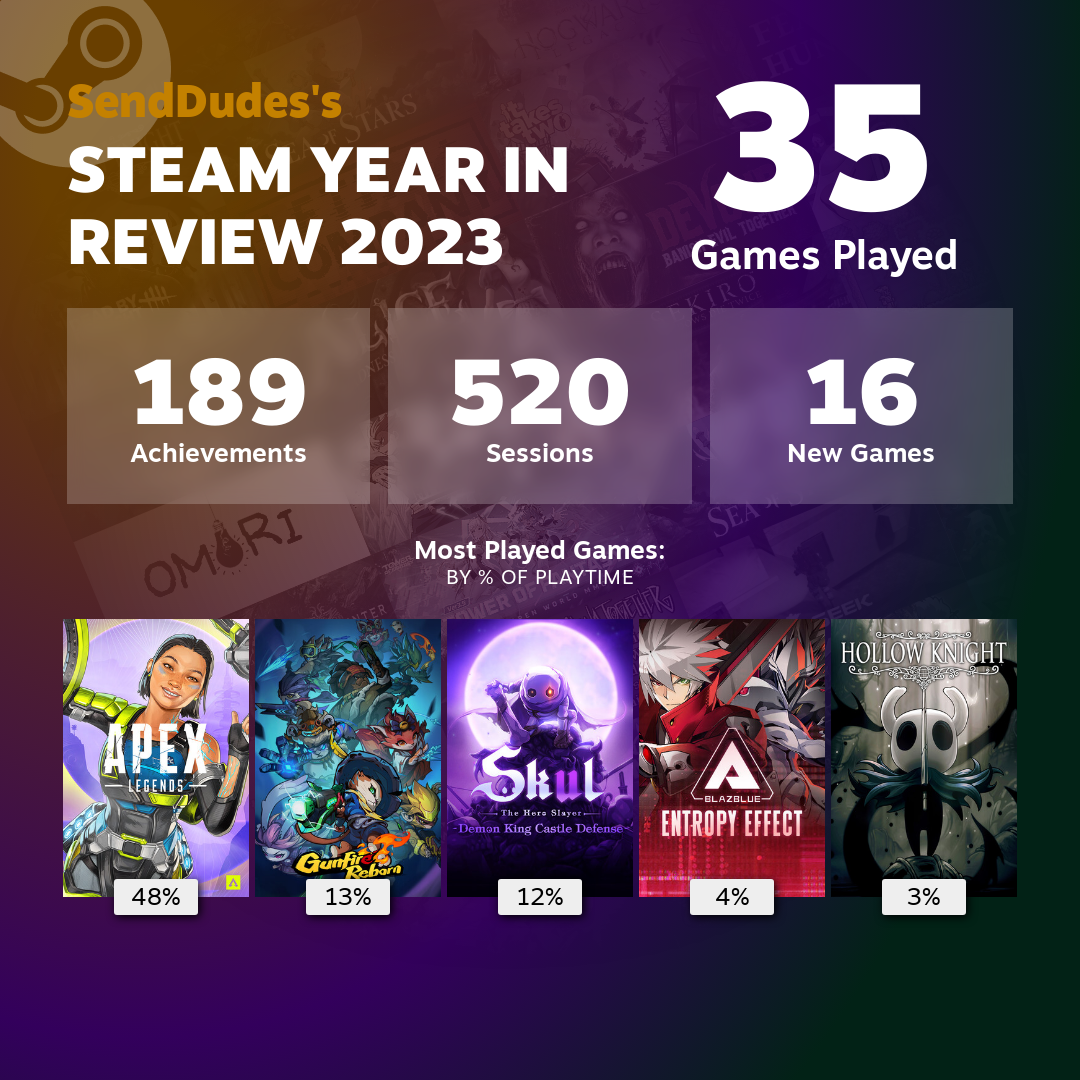 SendDudes's
STEAM YEAR IN
REVIEW 2023
35
Games Played
189
Achievements
520
Sessions
16
New Games
OMORI
Most Played Games:
BY % OF PLAYTIME
APEX
LEGENDS
48%
Gunfire
Reborn
13%
Skul
The Hero Slayer
Demon King Castle Defense
12%
BLAZBLUE
ENTROPY EFFECT
4%
HOLLOW KNIGHT
3%